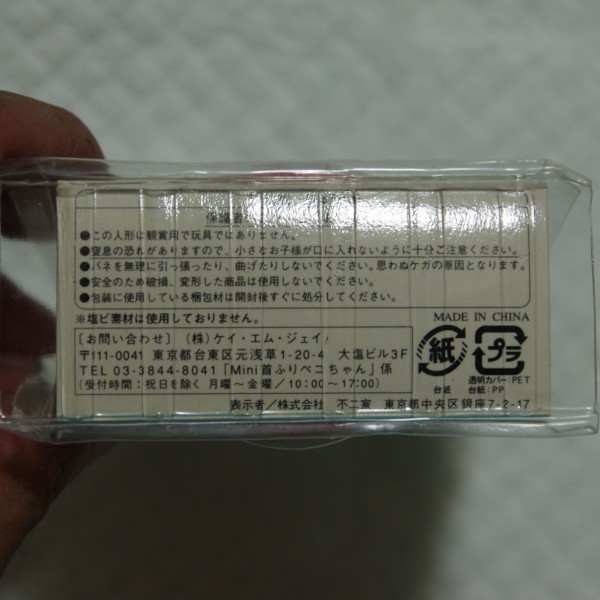 保護者
●この人形は観賞用で玩具ではありません。
●窒息の恐れがありますので、小さなお子様が口に入れないように十分ご注意ください。
●バネを無理に引っ張ったり、曲げたりしないでください。思わぬケガの原因となります。
●安全のため破損、変形した商品は使用しないでください。
●包装に使用している梱包材は開封後すぐに処分してください。
※塩ビ素材は使用しておりません。
MADE IN CHINA
[お問い合わせ] (株)ケイ・エム・ジェイ
〒111-0041 東京都台東区元浅草1-20-4 大塩ビル3F
TEL 03-3844-8041「Mini首ふりペコちゃん」係
(受付時間:祝日を除く 月曜~金曜/10:00~17:00)
紙
プラ
台紙
透明カバー:PET
台紙:PP
表示者/株式会社 不二家 東京都中央区銀座7-2-17